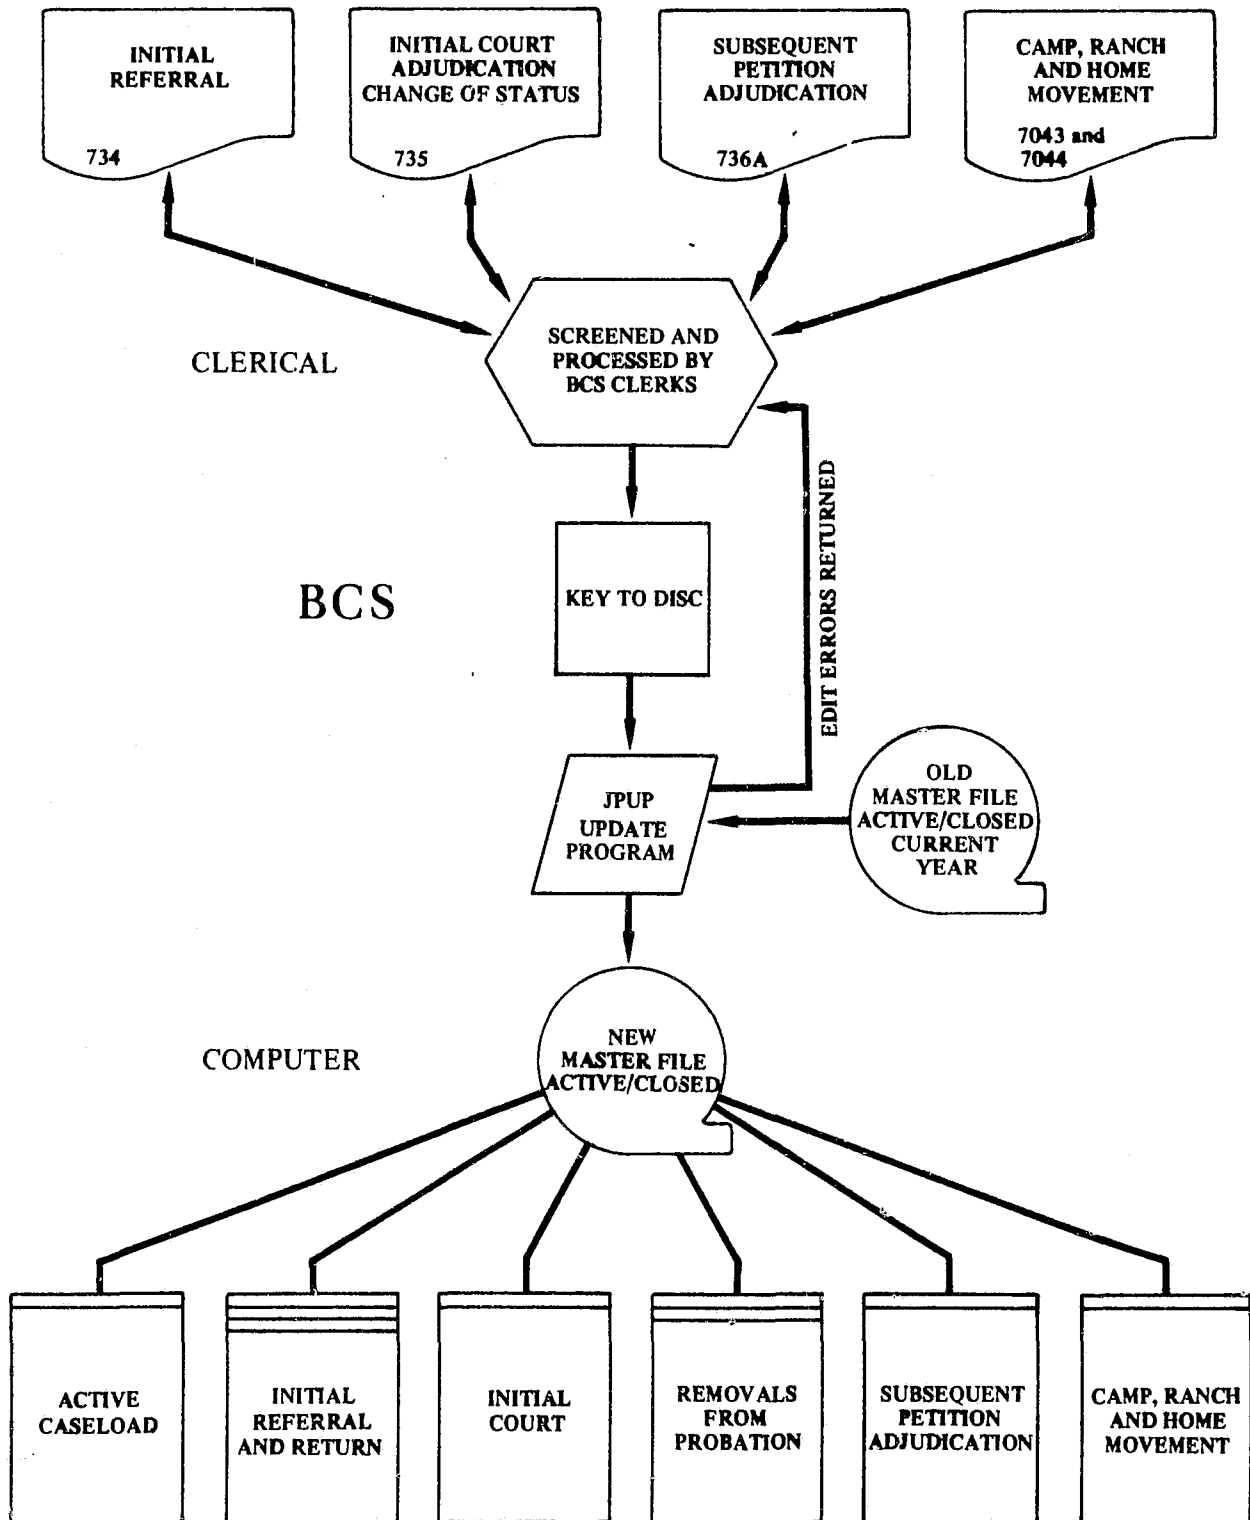 INITIAL
REFERRAL
734
INITIAL COURT
ADJUDICATION
CHANGE OF STATUS
735
SUBSEQUENT
PETITION
ADJUDICATION
736A
CAMP, RANCH
AND HOME
MOVEMENT
7043 and
7044
CLERICAL
SCREENED AND
PROCESSED BY
BCS CLERKS
BCS
KEY TO DISC
EDIT ERRORS RETURNED
JPUP
UPDATE
PROGRAM
OLD
MASTER FILE
ACTIVE/CLOSED
CURRENT
YEAR
COMPUTER
NEW
MASTER FILE
ACTIVE/CLOSED
ACTIVE
CASELOAD
INITIAL
REFERRAL
AND RETURN
INITIAL
COURT
REMOVALS
FROM
PROBATION
SUBSEQUENT
PETITION
ADJUDICATION
CAMP, RANCH
AND HOME
MOVEMENT